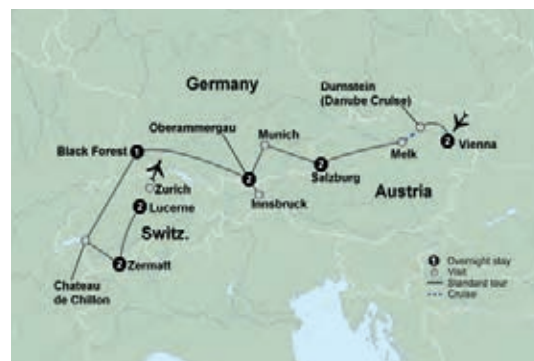 Germany
Durnstein
(Danube Cruise)
Oberammergau
Munich
Black Forest
1
2
Vienna
Melk
2
Salzburg
2
Zurich
Innsbruck
Austria
2
Lucerne
Switz.
2
Zermatt
Chateau
de Chillon
1 Overnight stay
Visit
Standard tour
Cruise